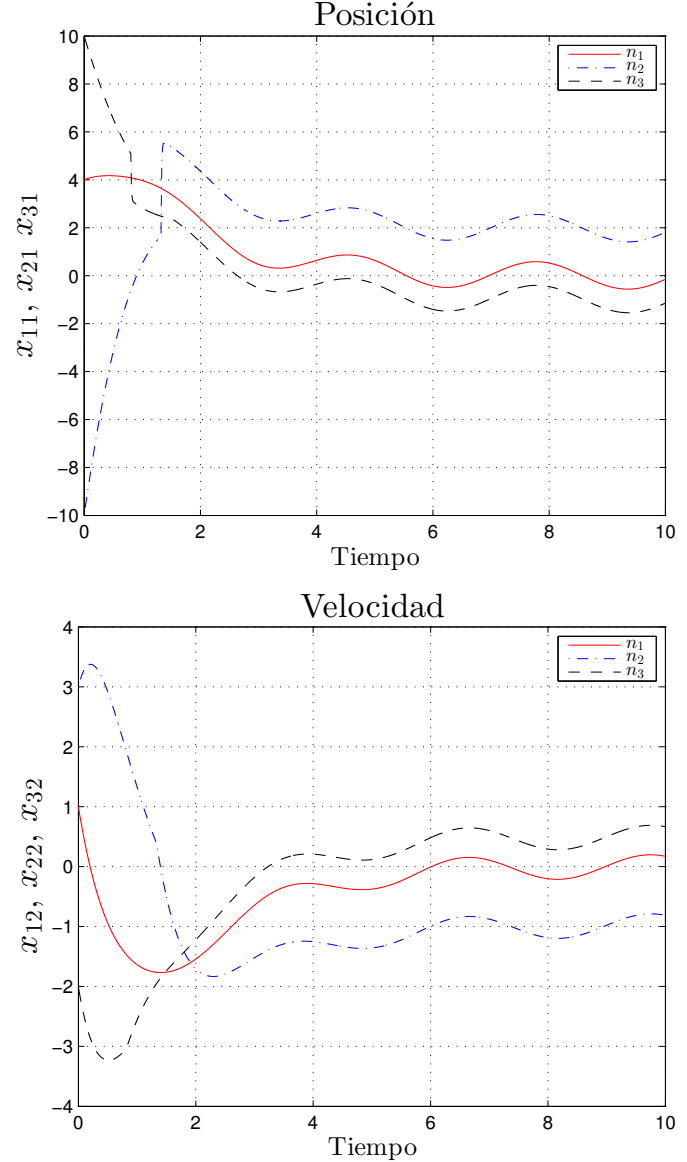 Posición
10
8
6
4
2
0
−2
−4
−6
−8
−10
x₁₁, x₂₁ x₃₁
n₁
n₂
n₃
0 2 4 6 8 10
Tiempo
Velocidad
4
3
2
1
0
−1
−2
−3
−4
x₁₂, x₂₂, x₃₂
n₁
n₂
n₃
0 2 4 6 8 10
Tiempo